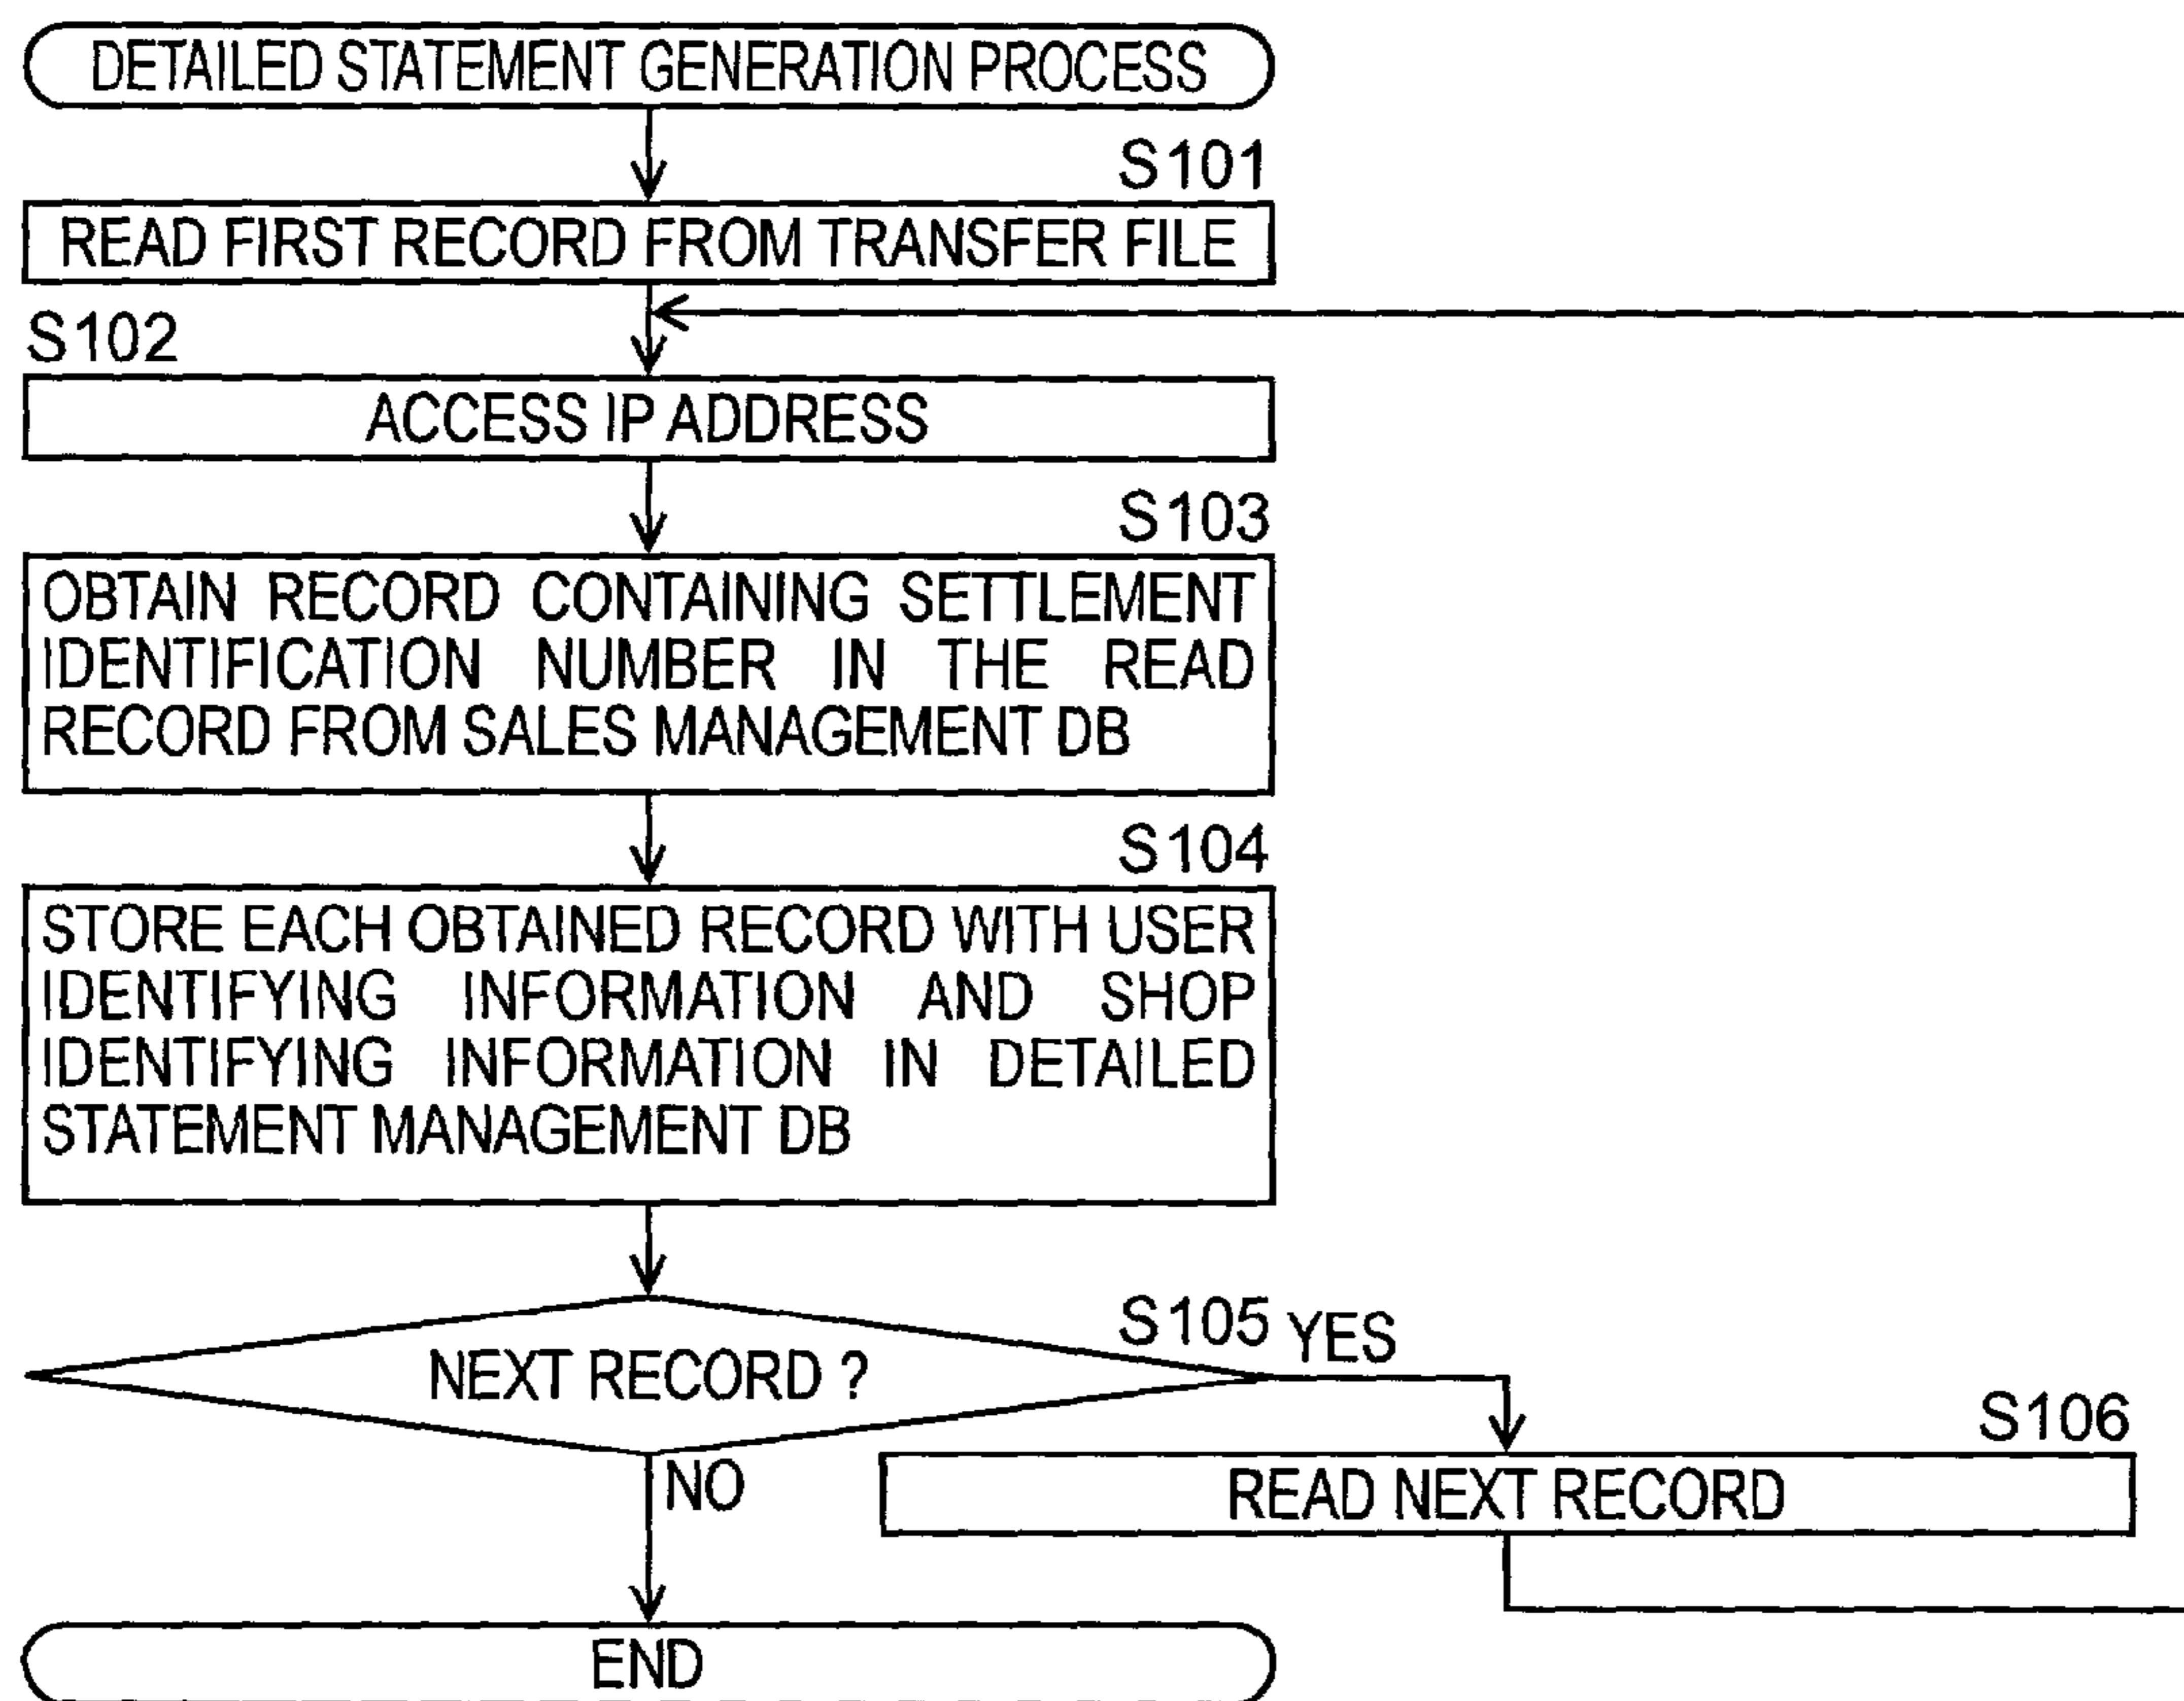 DETAILED STATEMENT GENERATION PROCESS
S101
READ FIRST RECORD FROM TRANSFER FILE
S102
ACCESS IP ADDRESS
S103
OBTAIN RECORD CONTAINING SETTLEMENT
IDENTIFICATION NUMBER IN THE READ
RECORD FROM SALES MANAGEMENT DB
S104
STORE EACH OBTAINED RECORD WITH USER
IDENTIFYING INFORMATION AND SHOP
IDENTIFYING INFORMATION IN DETAILED
STATEMENT MANAGEMENT DB
S105 YES
NEXT RECORD ?
S106
NO
READ NEXT RECORD
END